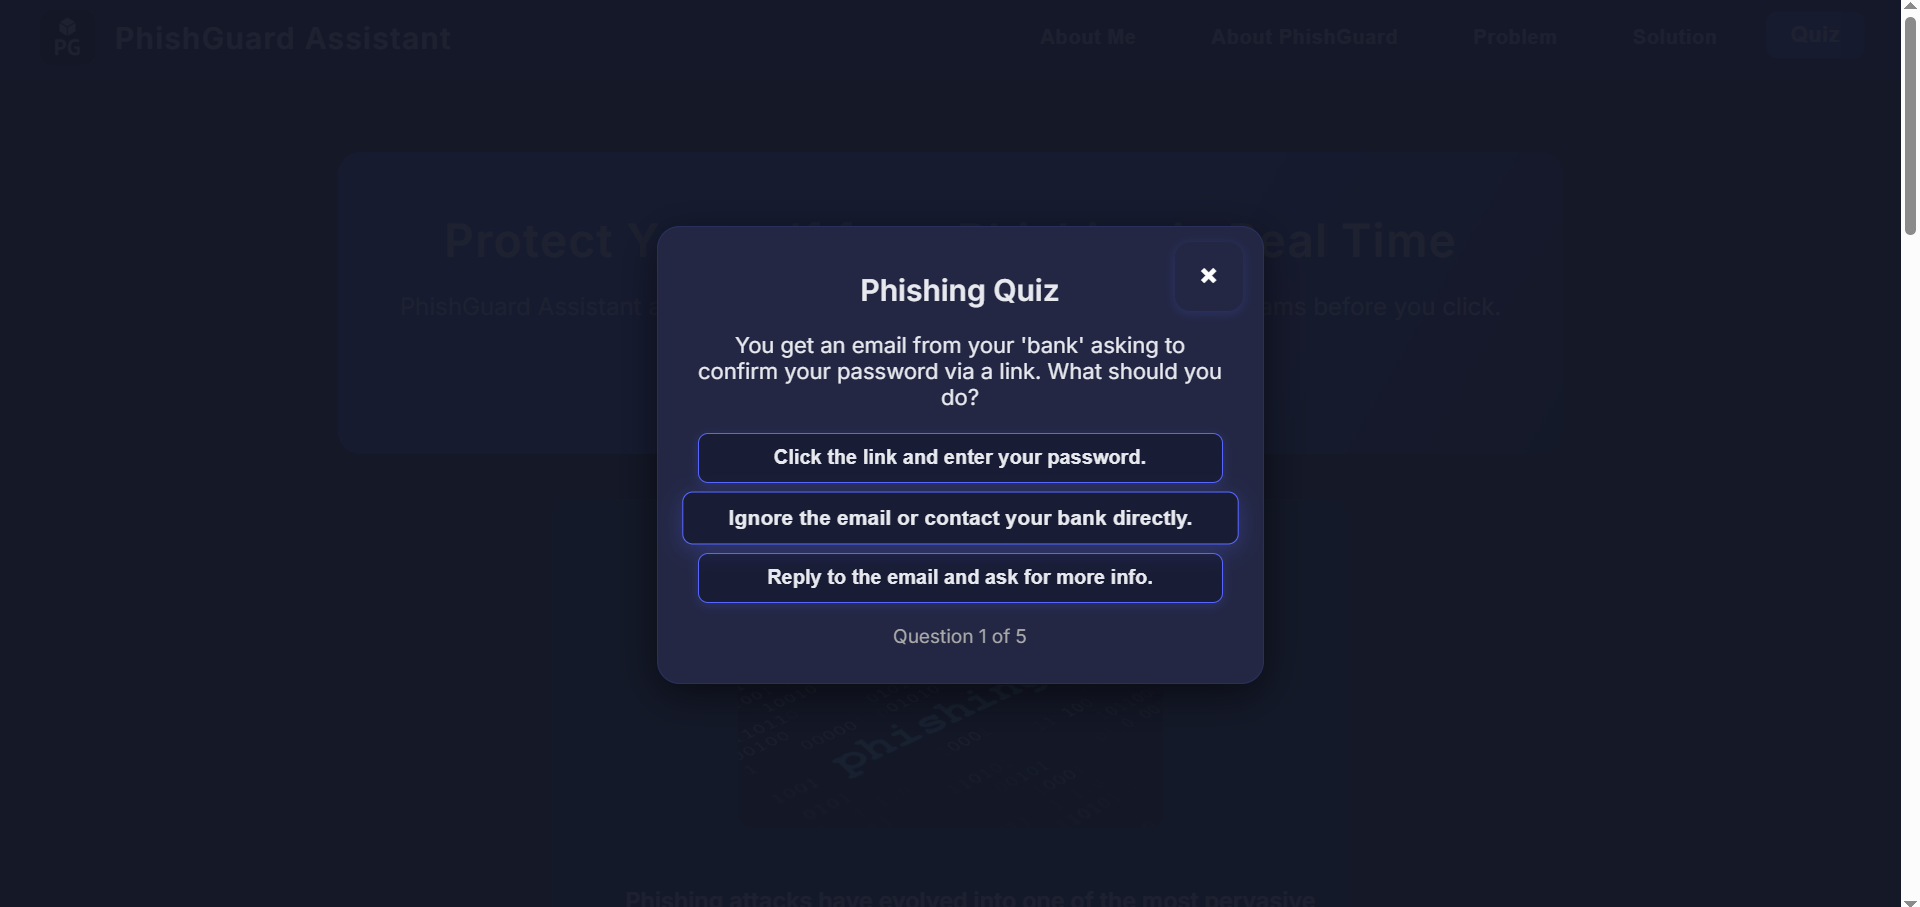 PG
PhishGuard Assistant
About Me
About PhishGuard
Problem
Solution
Quiz
Protect Y eal Time
PhishGuard Assistant ams before you click.
Phishing Quiz
You get an email from your 'bank' asking to
confirm your password via a link. What should you
do?
Click the link and enter your password.
Ignore the email or contact your bank directly.
Reply to the email and ask for more info.
Question 1 of 5
phishing
Phishing attacks have evolved into one of the most pervasive